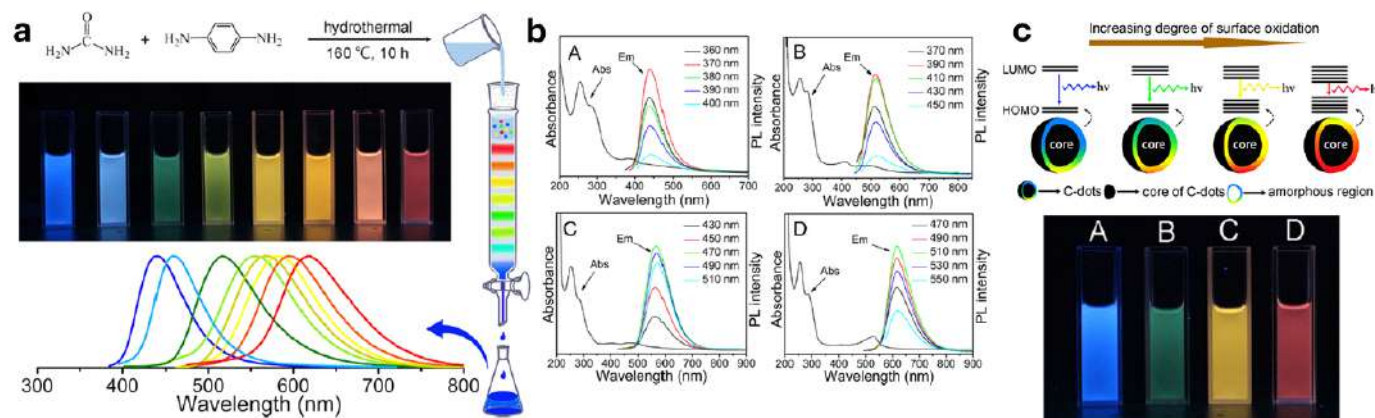 a
O
H₂N
NH₂
+
H₂N
NH₂
hydrothermal
160 ℃, 10 h
300 400 500 600 700 800
Wavelength (nm)
b
A
Em
Abs
360 nm
370 nm
380 nm
390 nm
400 nm
Absorbance
PL intensity
200 300 400 500 600 700
Wavelength (nm)
B
Em
Abs
370 nm
390 nm
410 nm
430 nm
450 nm
Absorbance
PL intensity
200 300 400 500 600 700 800
Wavelength (nm)
C
Em
Abs
430 nm
450 nm
470 nm
490 nm
510 nm
Absorbance
PL intensity
200 300 400 500 600 700 800
Wavelength (nm)
D
Em
Abs
470 nm
490 nm
510 nm
530 nm
550 nm
Absorbance
PL intensity
200 300 400 500 600 700 800 900
Wavelength (nm)
c
Increasing degree of surface oxidation
LUMO
hv
hv
hv
h
HOMO
core
core
core
core
C-dots
core of C-dots
amorphous region
A B C D